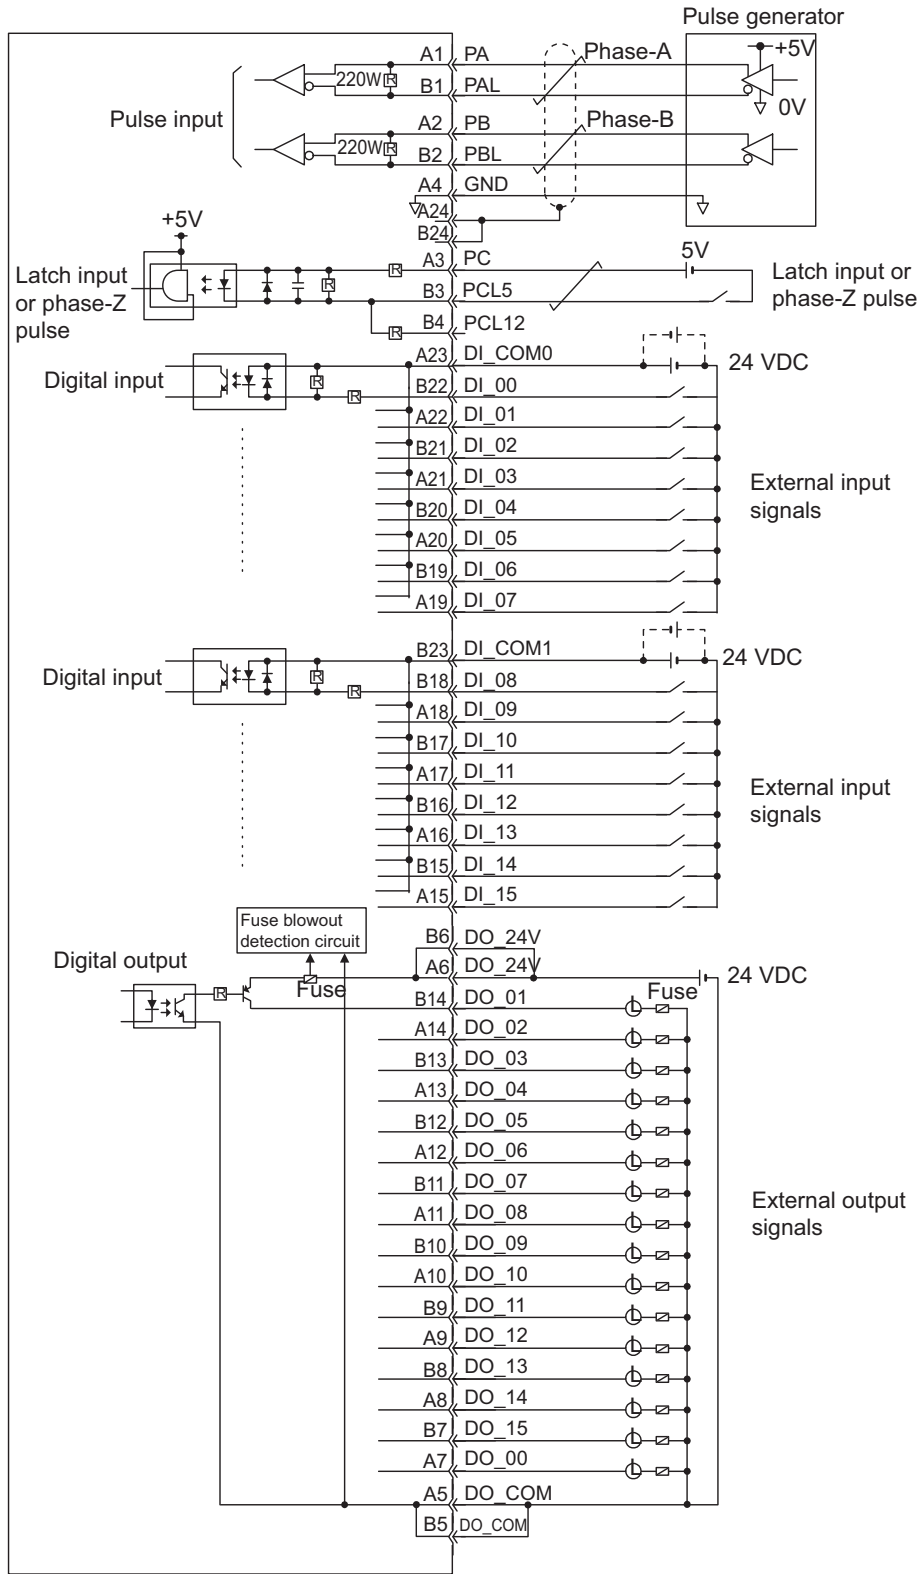 Pulse generator
A1 PA Phase-A +5V
220W R
B1 PAL 0V
Pulse input
A2 PB Phase-B
220W R
B2 PBL
A4 GND
A24
+5V
B24
A3 PC 5V
R
Latch input or phase-Z pulse
R
B3 PCL5
Latch input or phase-Z pulse
B4 PCL12
R
A23 DI_COM0 24 VDC
Digital input
R
B22 DI_00
R
A22 DI_01
B21 DI_02
A21 DI_03
External input signals
B20 DI_04
A20 DI_05
B19 DI_06
A19 DI_07
B23 DI_COM1 24 VDC
Digital input
R
B18 DI_08
R
A18 DI_09
B17 DI_10
A17 DI_11
External input signals
B16 DI_12
A16 DI_13
B15 DI_14
A15 DI_15
Fuse blowout detection circuit
B6 DO_24V
Digital output
A6 DO_24V 24 VDC
R
Fuse
Fuse
B14 DO_01 L
A14 DO_02 L
B13 DO_03 L
A13 DO_04 L
B12 DO_05 L
A12 DO_06 L
B11 DO_07 L
External output signals
A11 DO_08 L
B10 DO_09 L
A10 DO_10 L
B9 DO_11 L
A9 DO_12 L
B8 DO_13 L
A8 DO_14 L
B7 DO_15 L
A7 DO_00 L
A5 DO_COM
B5 DO_COM